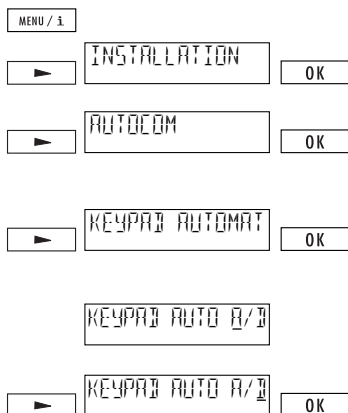 MENU / i
INSTALLATION
OK
AUTOCOM
OK
KEYPAD AUTOMAT
OK
KEYPAD AUTO A/D
KEYPAD AUTO A/D
OK